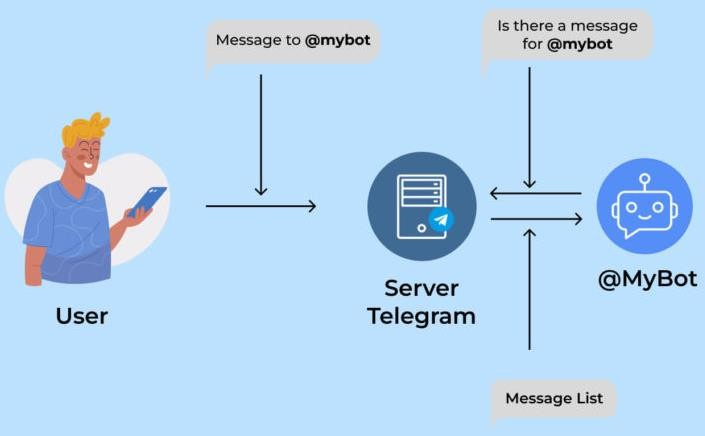 Message to @mybot
Is there a message
for @mybot
User
Server
Telegram
@MyBot
Message List